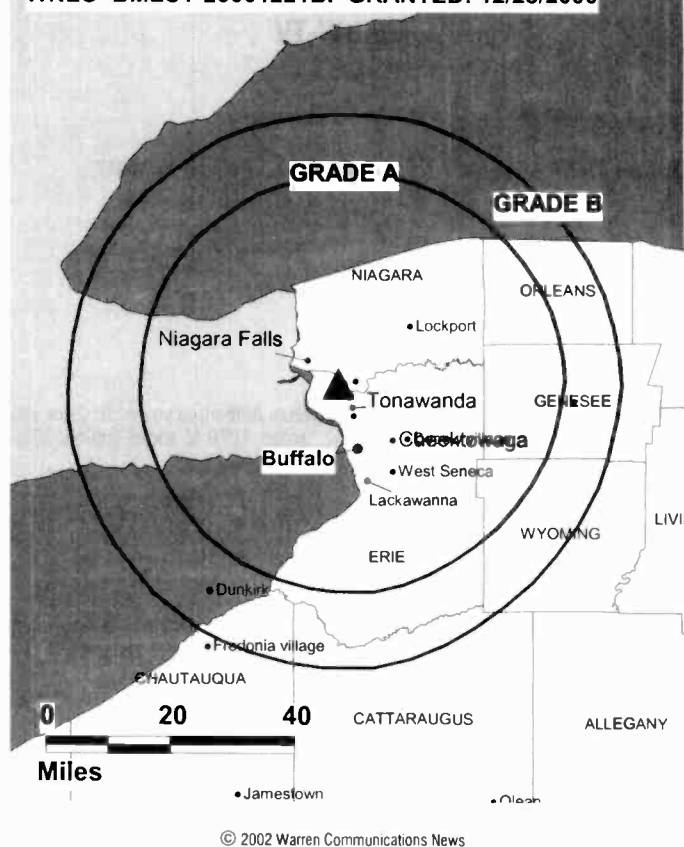 GRADE A
GRADE B
NIAGARA
ORLEANS
Lockport
Niagara Falls
Tonawanda
GENESEE
Buffalo
West Seneca
Lackawanna
WYOMING
ERIE
Dunkirk
Fredonia village
CHAUTAUQUA
0 20 40
CATTARAUGUS
ALLEGANY
Miles
Jamestown
Olean
© 2002 Warren Communications News